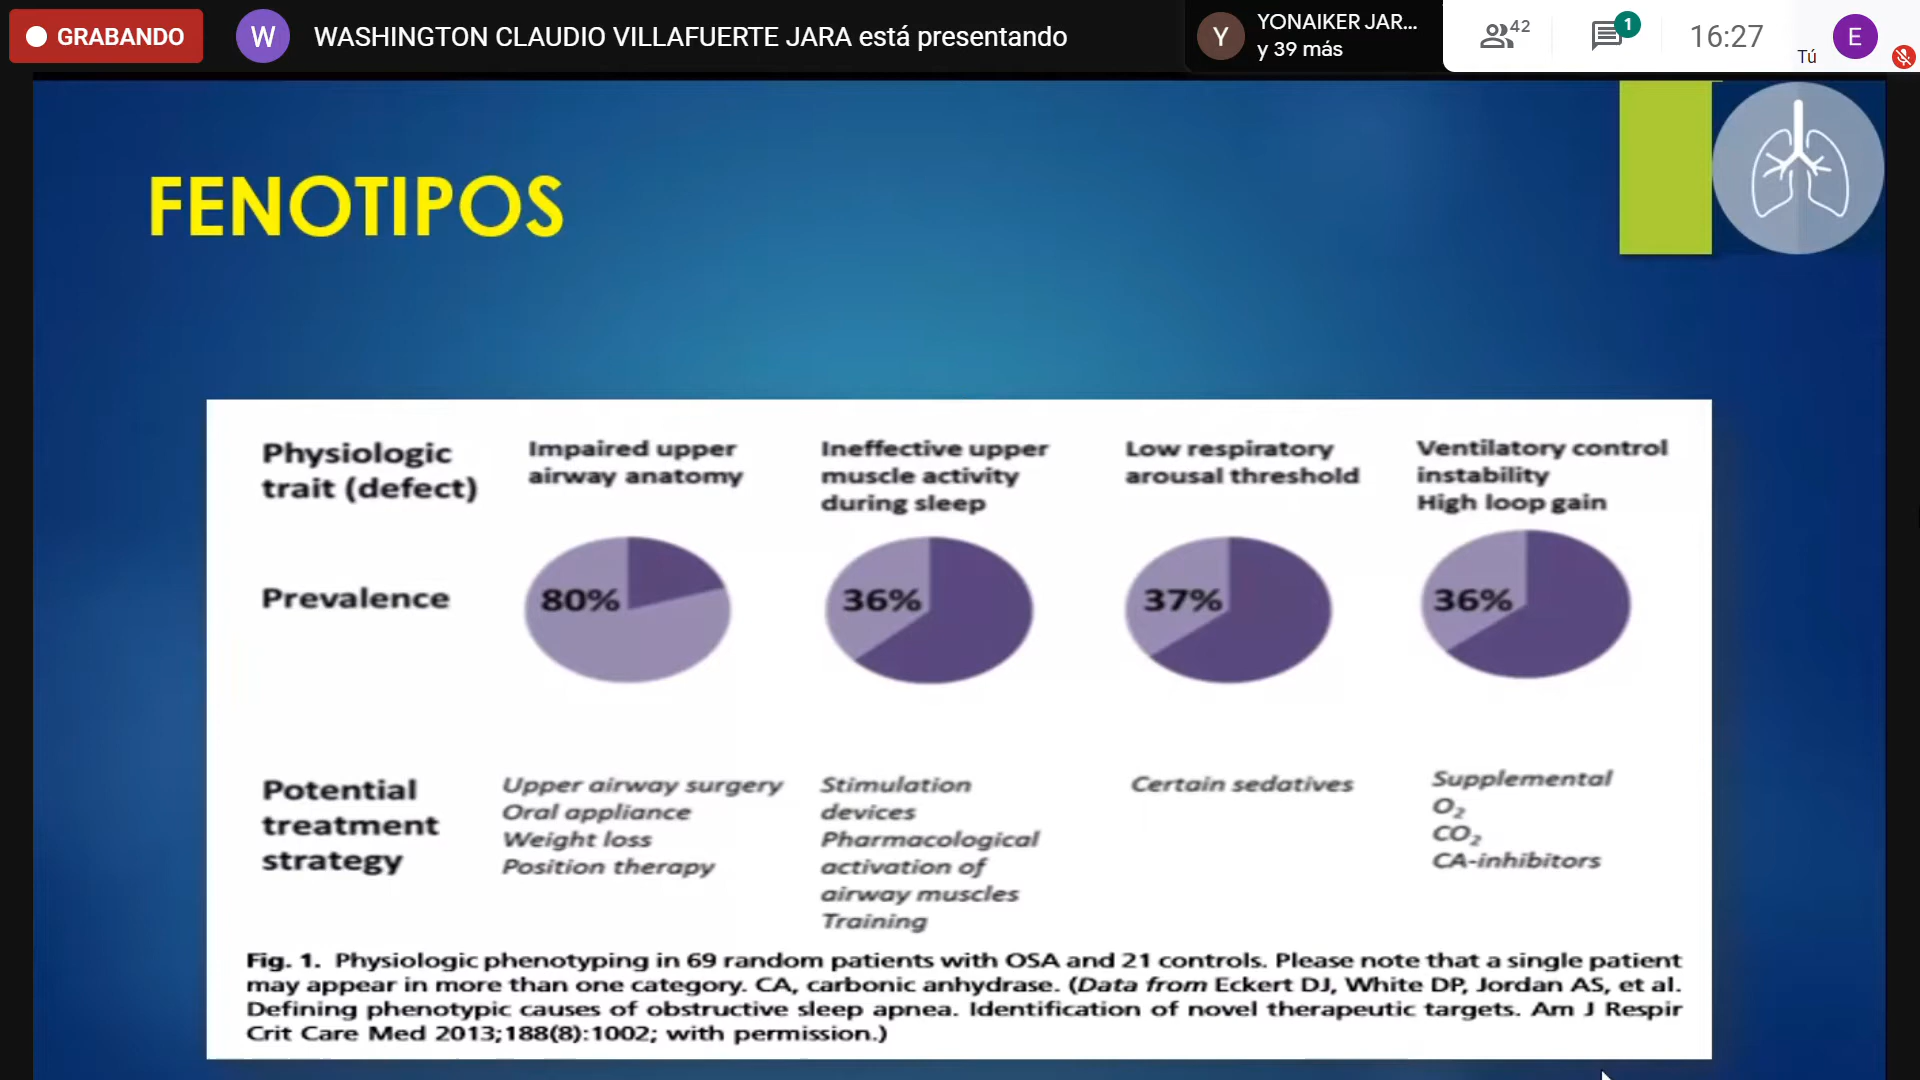 GRABANDO
W
WASHINGTON CLAUDIO VILLAFUERTE JARA está presentando
Y
YONAIKER JAR...
y 39 más
42
1
16:27
Tú
E
FENOTIPOS
Physiologic
trait (defect)
Impaired upper
airway anatomy
Ineffective upper
muscle activity
during sleep
Low respiratory
arousal threshold
Ventilatory control
instability
High loop gain
Prevalence
80%
36%
37%
36%
Potential
treatment
strategy
Upper airway surgery
Oral appliance
Weight loss
Position therapy
Stimulation
devices
Pharmacological
activation of
airway muscles
Training
Certain sedatives
Supplemental
O₂
CO₂
CA-inhibitors
Fig. 1. Physiologic phenotyping in 69 random patients with OSA and 21 controls. Please note that a single patient
may appear in more than one category. CA, carbonic anhydrase. (Data from Eckert DJ, White DP, Jordan AS, et al.
Defining phenotypic causes of obstructive sleep apnea. Identification of novel therapeutic targets. Am J Respir
Crit Care Med 2013;188(8):1002; with permission.)